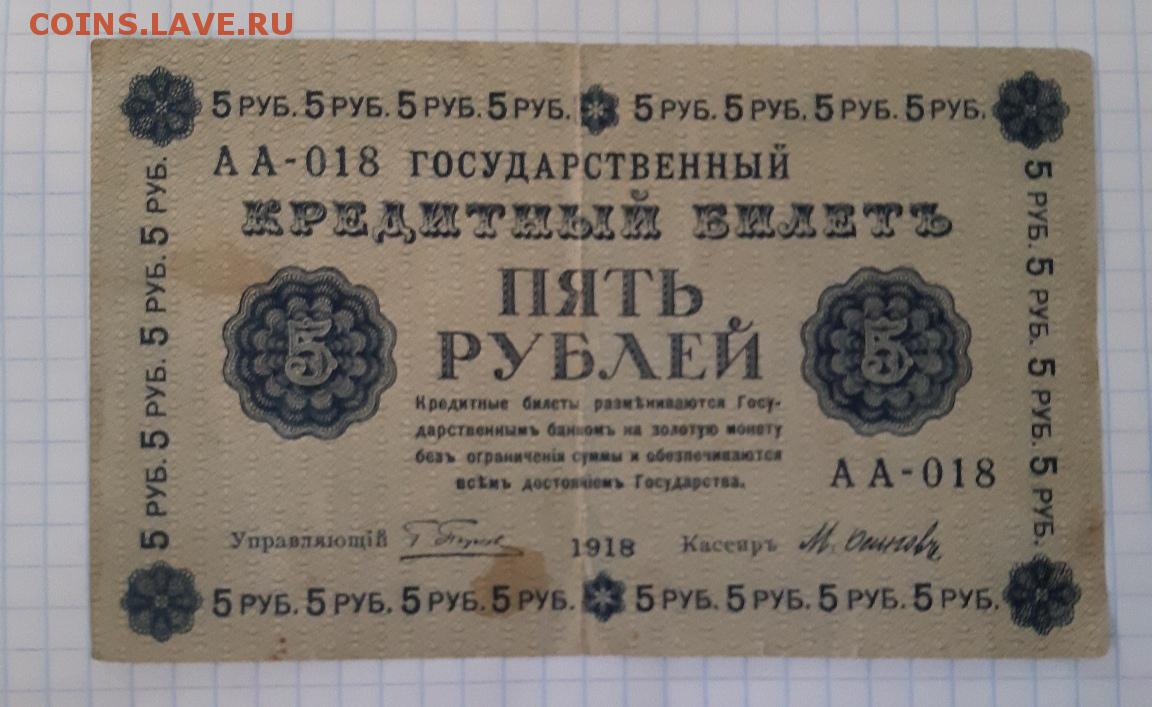 COINS.LAVE.RU
5 РУБ. 5 РУБ. 5 РУБ. 5 РУБ. 5 РУБ. 5 РУБ. 5 РУБ. 5 РУБ.
АА-018 ГОСУДАРСТВЕННЫЙ
КРЕДИТНЫЙ БИЛЕТЪ
ПЯТЬ
РУБЛЕЙ
5
5
Кредитные билеты размѣниваются Госу-
дарственнымъ банкомъ на золотую монету
безъ ограниченія суммы и обезпечиваются
всѣмъ достояніемъ Государства.
АА-018
Управляющій
1918
Кассиръ
5 РУБ. 5 РУБ. 5 РУБ. 5 РУБ. 5 РУБ. 5 РУБ. 5 РУБ. 5 РУБ.
5 РУБ. 5 РУБ. 5 РУБ. 5 РУБ.
5 РУБ. 5 РУБ. 5 РУБ. 5 РУБ.